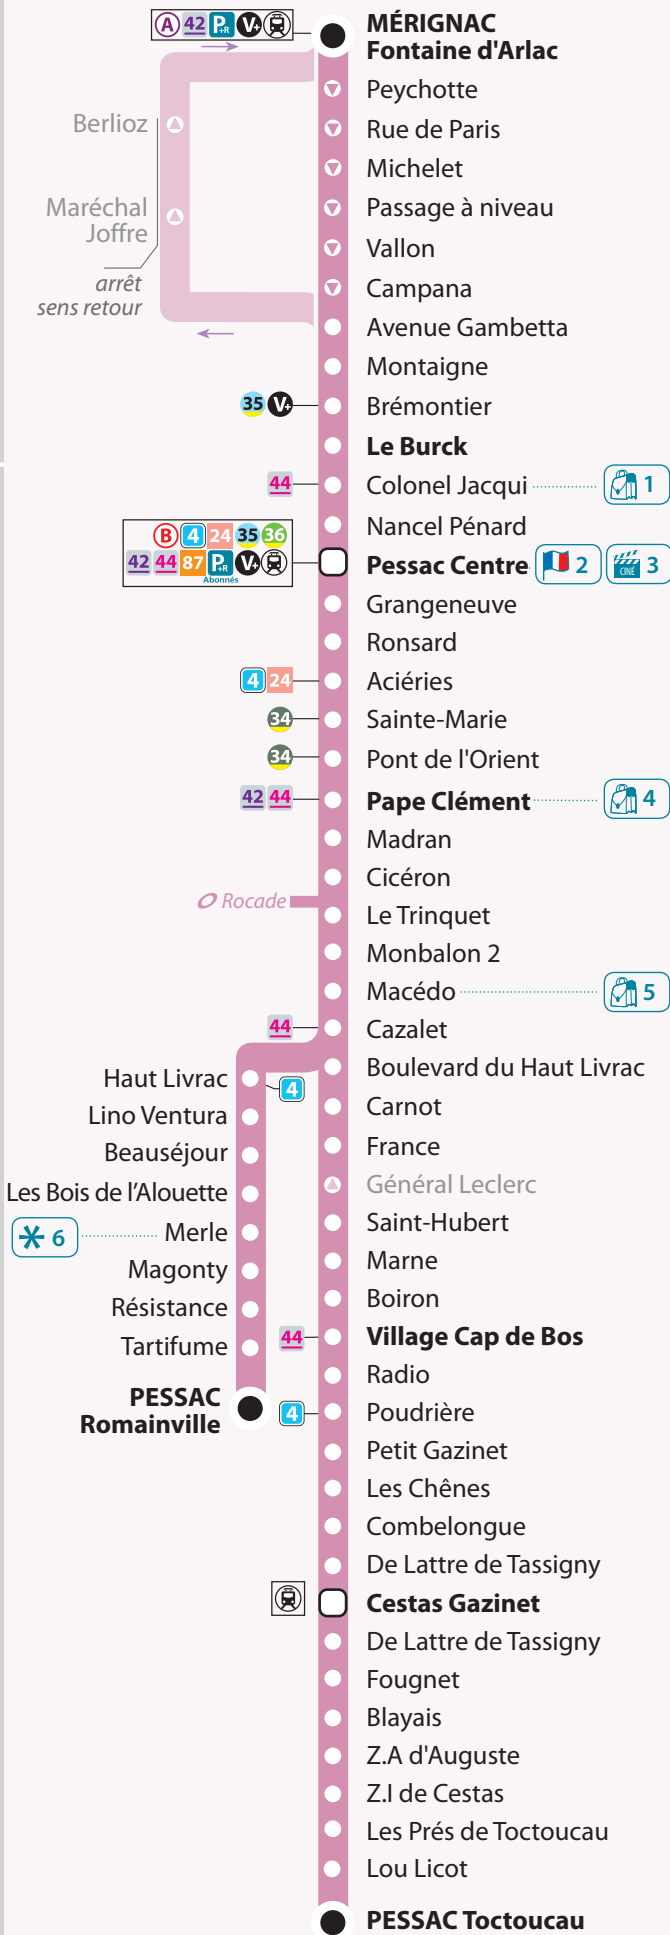 A 42 P+R V+
MÉRIGNAC
Fontaine d'Arlac
Peychotte
Berlioz
Rue de Paris
Michelet
Maréchal
Joffre
Passage à niveau
Vallon
arrêt
sens retour
Campana
Avenue Gambetta
Montaigne
35 V+ Brémontier
Le Burck
44 Colonel Jacqui 1
Nancel Pénard
B 4 24 35 36
42 44 87 P+R V+
Abonnés
Pessac Centre 2 CINÉ 3
Grangeneuve
Ronsard
4 24 Aciéries
34 Sainte-Marie
34 Pont de l'Orient
42 44 Pape Clément 4
Madran
Cicéron
Rocade
Le Trinquet
Monbalon 2
Macédo 5
44 Cazalet
Boulevard du Haut Livrac
Carnot
France
Général Leclerc
Saint-Hubert
Marne
Boiron
44 Village Cap de Bos
Radio
4 Poudrière
Petit Gazinet
Les Chênes
Combelongue
De Lattre de Tassigny
Cestas Gazinet
De Lattre de Tassigny
Fougnet
Blayais
Z.A d'Auguste
Z.I de Cestas
Les Prés de Toctoucau
Lou Licot
PESSAC Toctoucau
Haut Livrac 4
Lino Ventura
Beauséjour
Les Bois de l'Alouette
6 Merle
Magonty
Résistance
Tartifume
PESSAC
Romainville